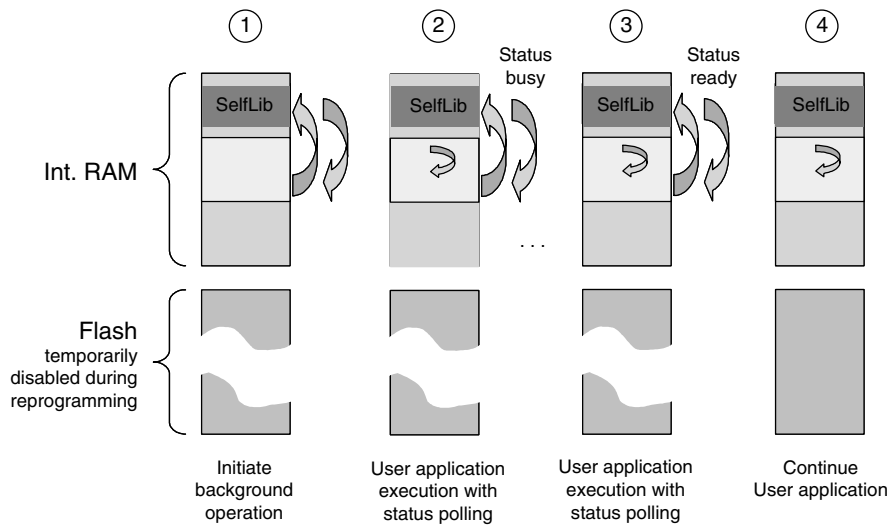 1
2
3
4
Status
busy
Status
ready
SelfLib
SelfLib
SelfLib
SelfLib
Int. RAM
. . .
Flash
temporarily
disabled during
reprogramming
Initiate
background
operation
User application
execution with
status polling
User application
execution with
status polling
Continue
User application